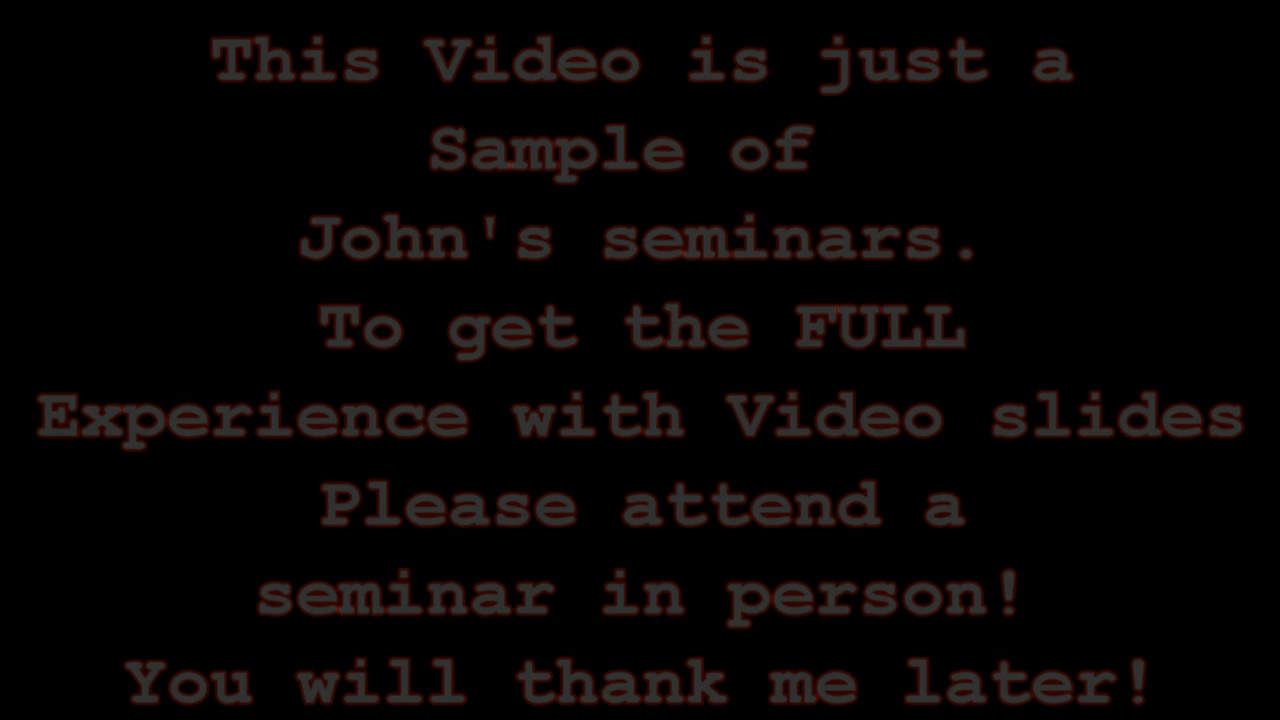 This Video is just a
Sample of
John's seminars.
To get the FULL
Experience with Video slides
Please attend a
seminar in person!
You will thank me later!